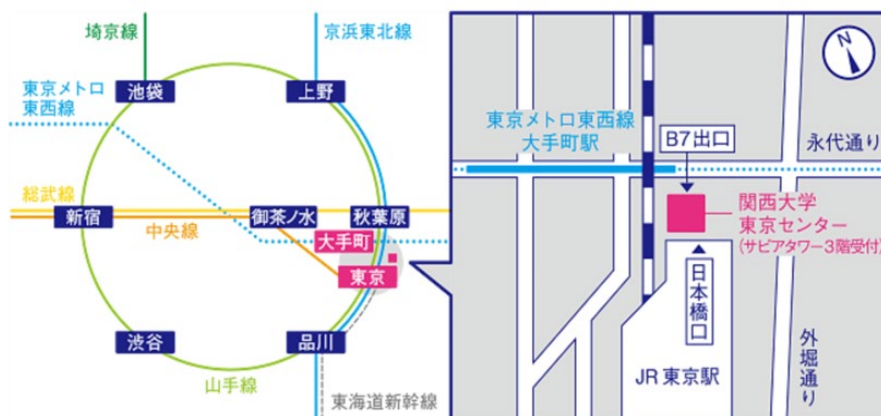 埼京線
京浜東北線
東京メトロ
東西線
池袋
上野
総武線
新宿
中央線
御茶ノ水
秋葉原
大手町
東京
渋谷
品川
山手線
東海道新幹線
N
東京メトロ東西線
大手町駅
B7出口
永代通り
関西大学
東京センター
(サピアタワー3階受付)
日本橋口
外堀通り
JR 東京駅